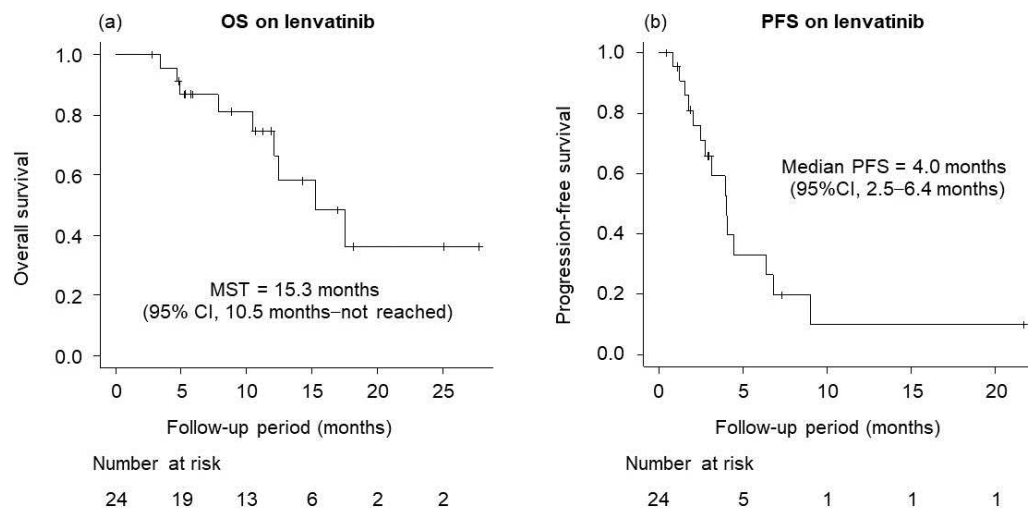 (a) OS on lenvatinib
Overall survival
1.0
0.8
0.6
0.4
0.2
0.0
MST = 15.3 months
(95% CI, 10.5 months–not reached)
0 5 10 15 20 25
Follow-up period (months)
Number at risk
24 19 13 6 2 2
(b) PFS on lenvatinib
Progression-free survival
1.0
0.8
0.6
0.4
0.2
0.0
Median PFS = 4.0 months
(95%CI, 2.5–6.4 months)
0 5 10 15 20
Follow-up period (months)
Number at risk
24 5 1 1 1